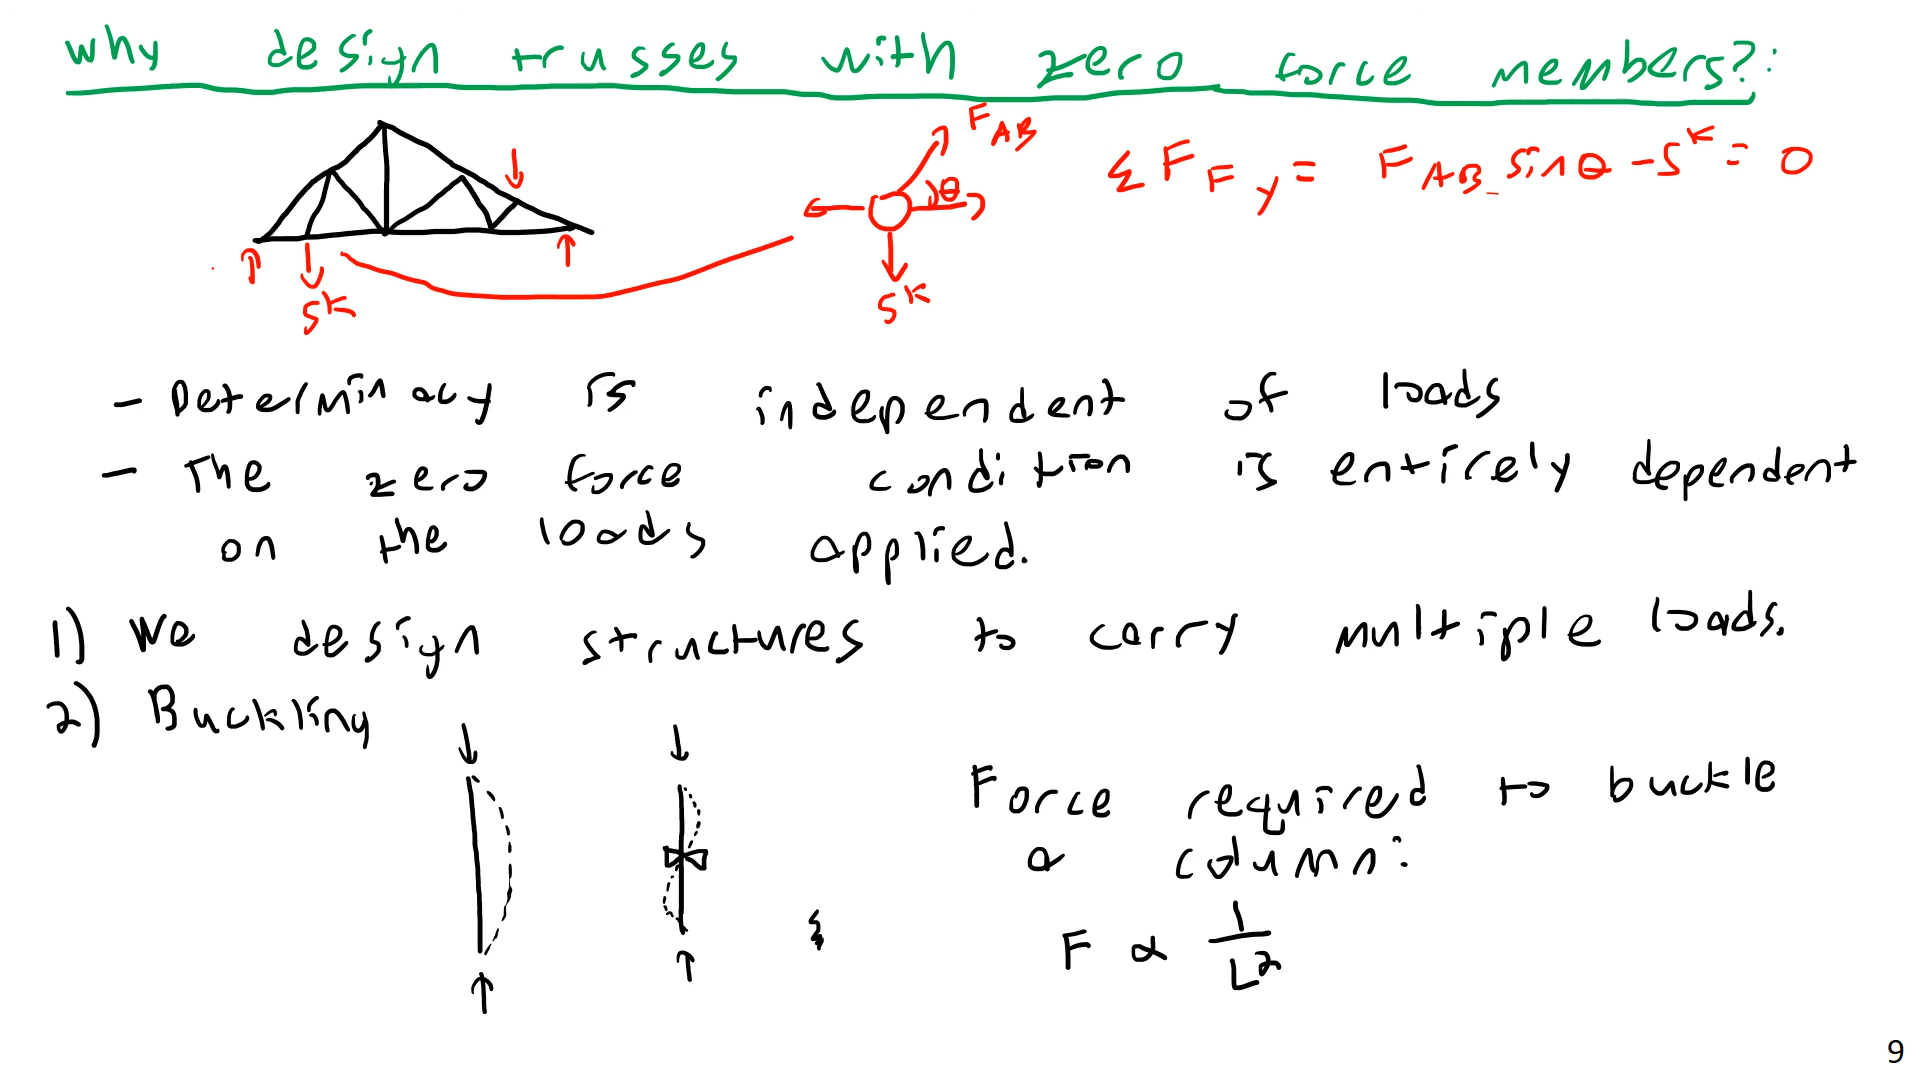 why design trusses with zero force members?:
F_AB
θ
5^K
5^K
ΣF_Fy = F_AB sinθ - 5^K = 0
- Determinacy is independent of loads
- The zero force condition is entirely dependent
on the loads applied.
1) We design structures to carry multiple loads.
2) Buckling
Force required to buckle
a column:
F ∝ 1/L²
9